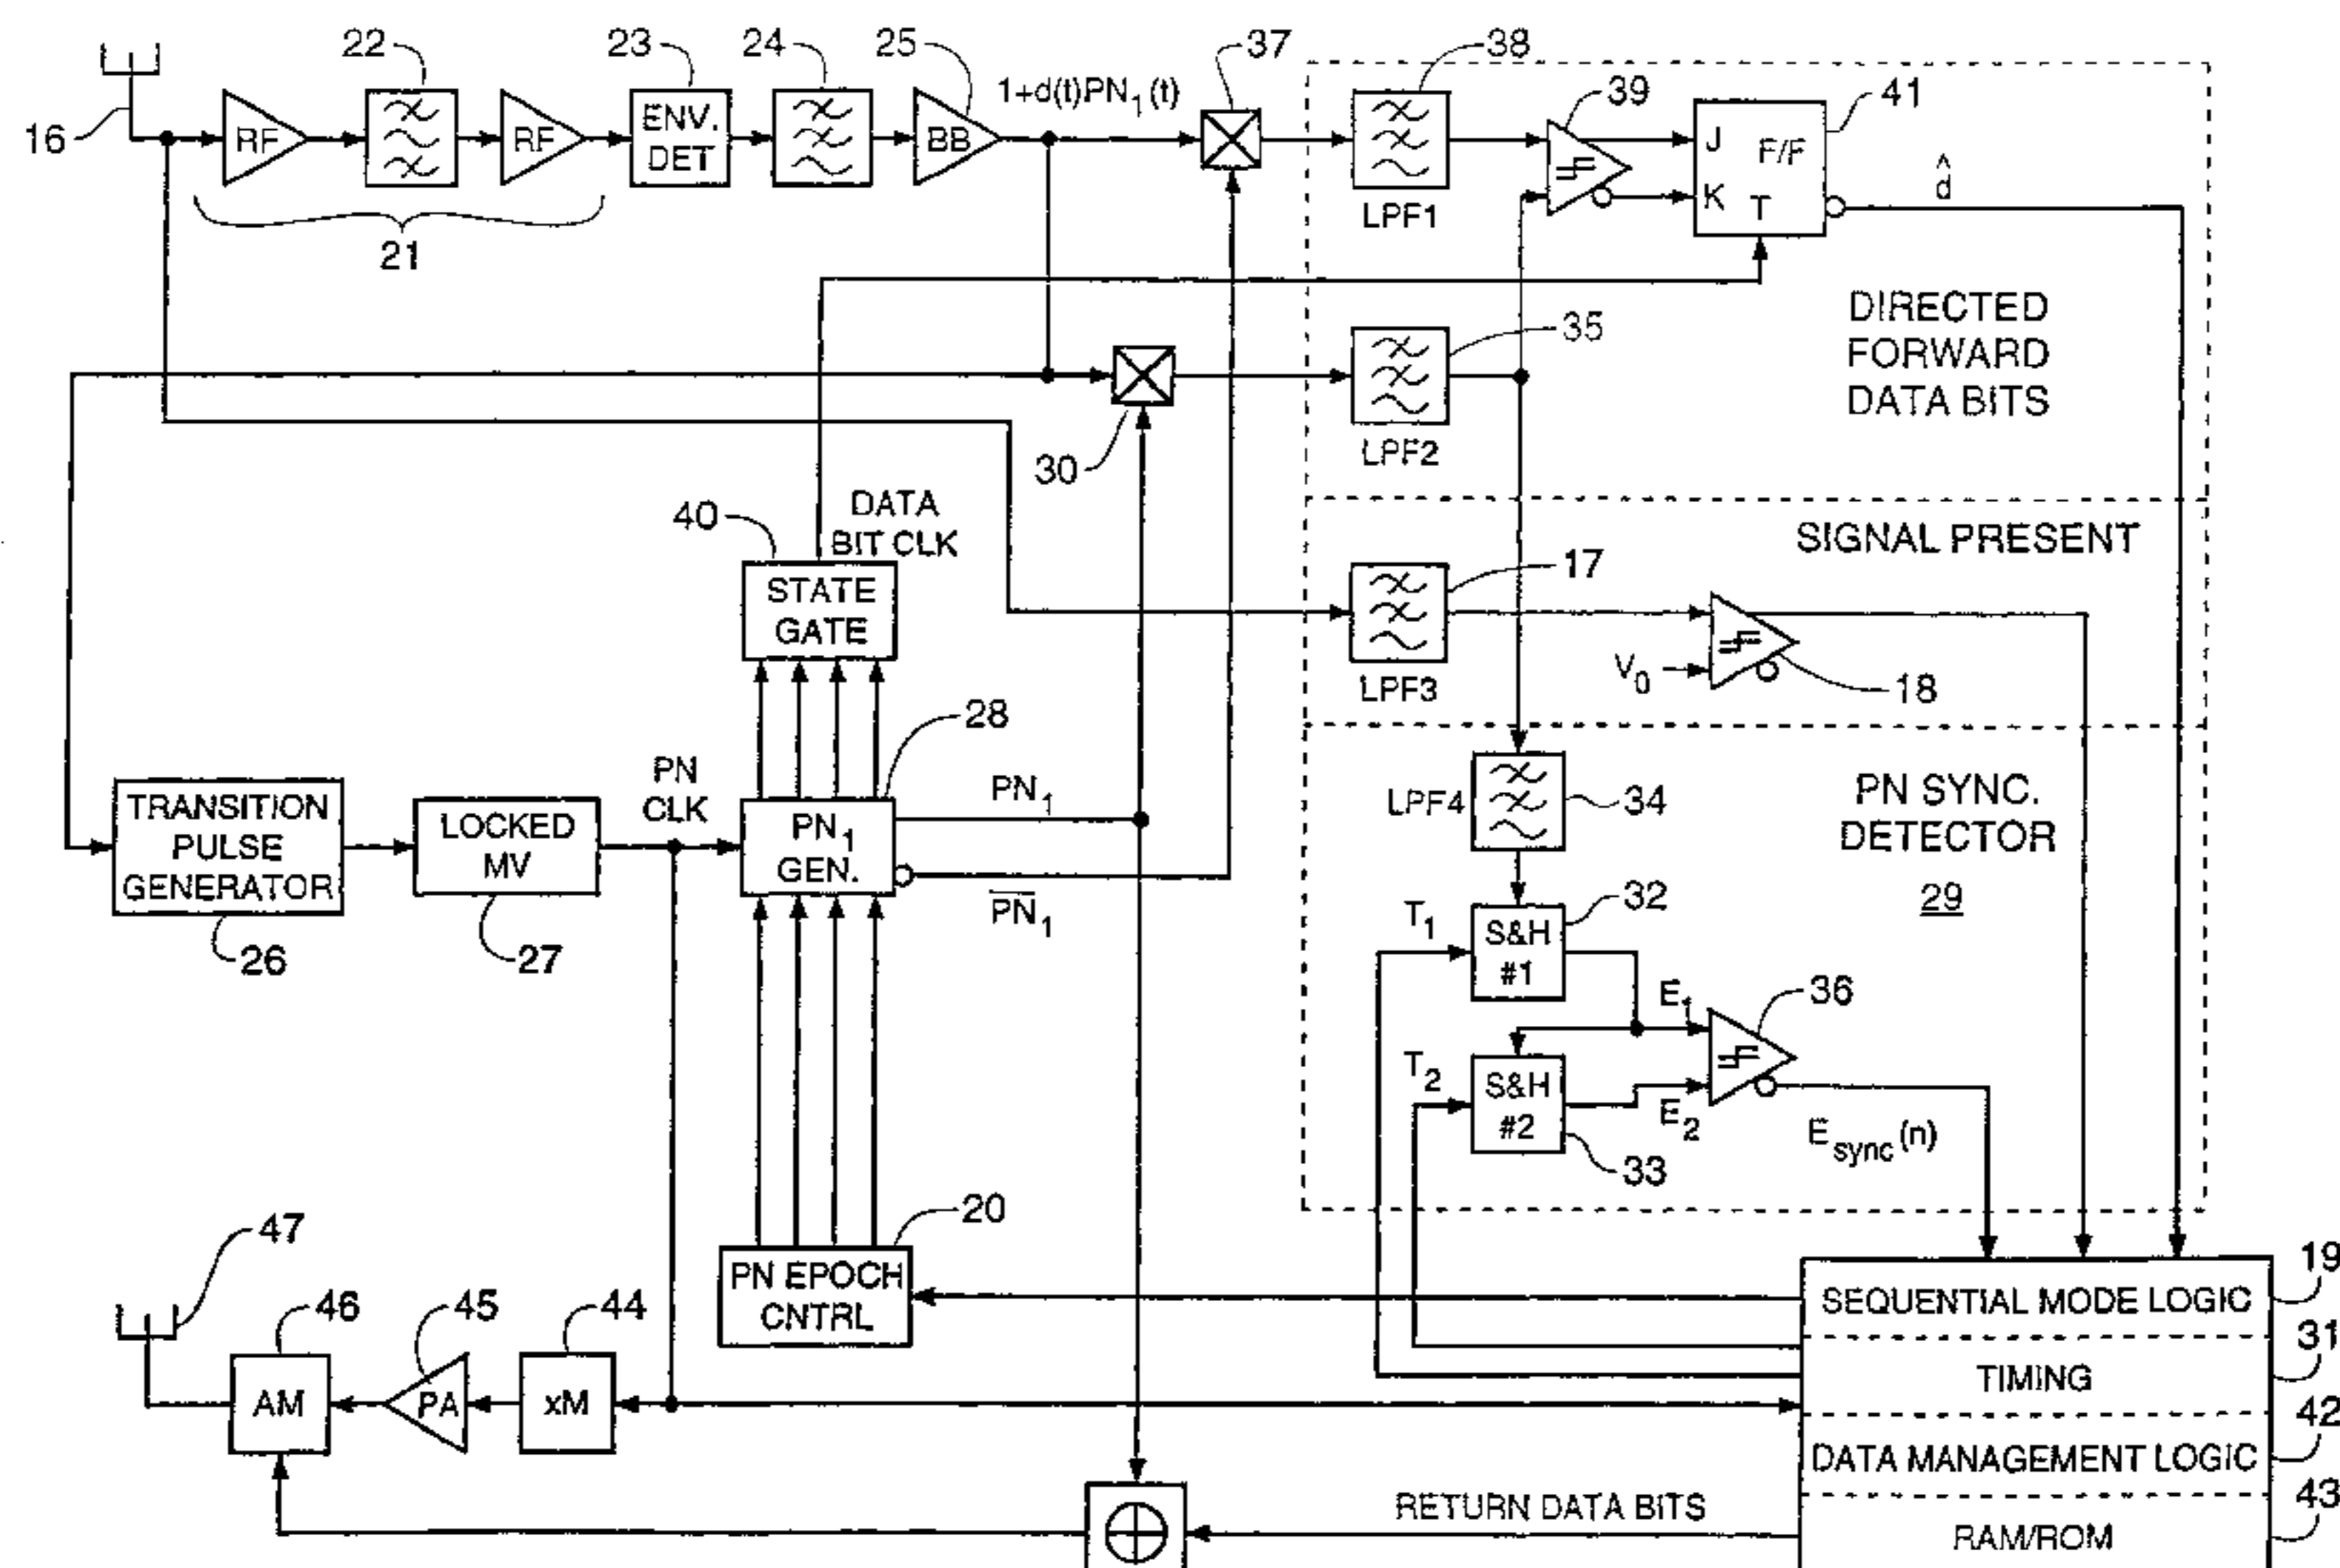 22
23
24
25
37
38
39
41
16
RF
RF
ENV.
DET
BB
1+d(t)PN₁(t)
LPF1
J
F/F
K
T
d̂
21
35
DIRECTED
FORWARD
DATA BITS
30
LPF2
40
DATA
BIT CLK
SIGNAL PRESENT
17
STATE
GATE
V₀
18
LPF3
28
PN
CLK
PN₁
LPF4
34
PN SYNC.
DETECTOR
29
TRANSITION
PULSE
GENERATOR
LOCKED
MV
PN₁
GEN.
P̅N̅₁
26
27
T₁
32
S&H
#1
E₁
36
T₂
S&H
#2
E₂
33
E_sync(n)
20
47
46
45
44
PN EPOCH
CNTRL
19
SEQUENTIAL MODE LOGIC
31
AM
PA
xM
TIMING
42
DATA MANAGEMENT LOGIC
43
RETURN DATA BITS
RAM/ROM